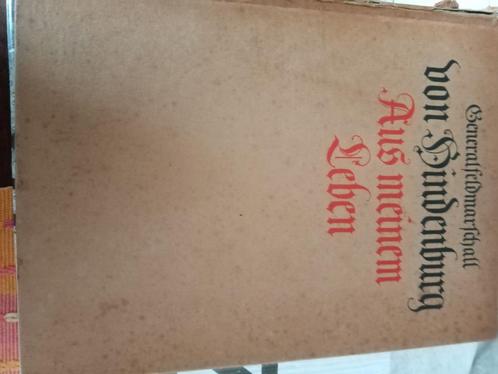 Generalfeldmarschall
von Hindenburg
Aus meinem
Leben